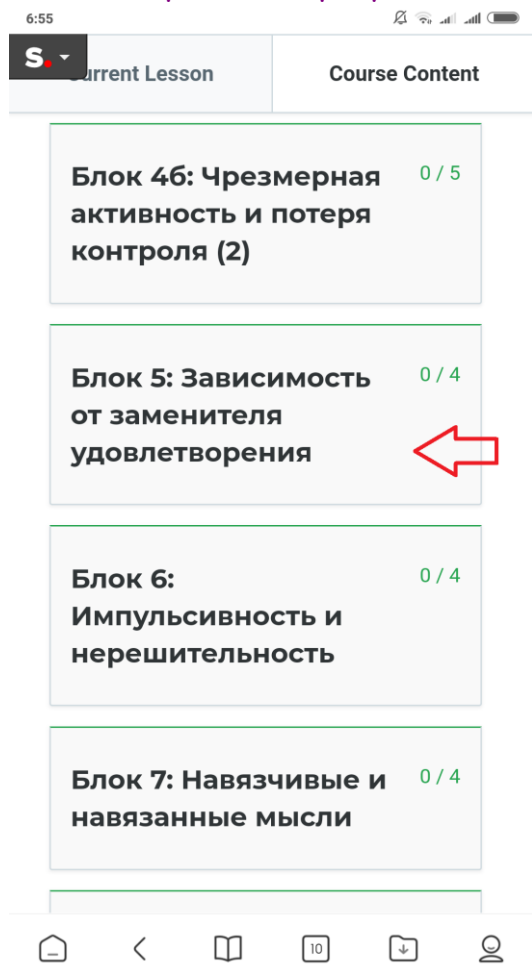 6:55
S.
urrent Lesson
Course Content
Блок 4б: Чрезмерная
активность и потеря
контроля (2)
0 / 5
Блок 5: Зависимость
от заменителя
удовлетворения
0 / 4
Блок 6:
Импульсивность и
нерешительность
0 / 4
Блок 7: Навязчивые и
навязанные мысли
0 / 4
10